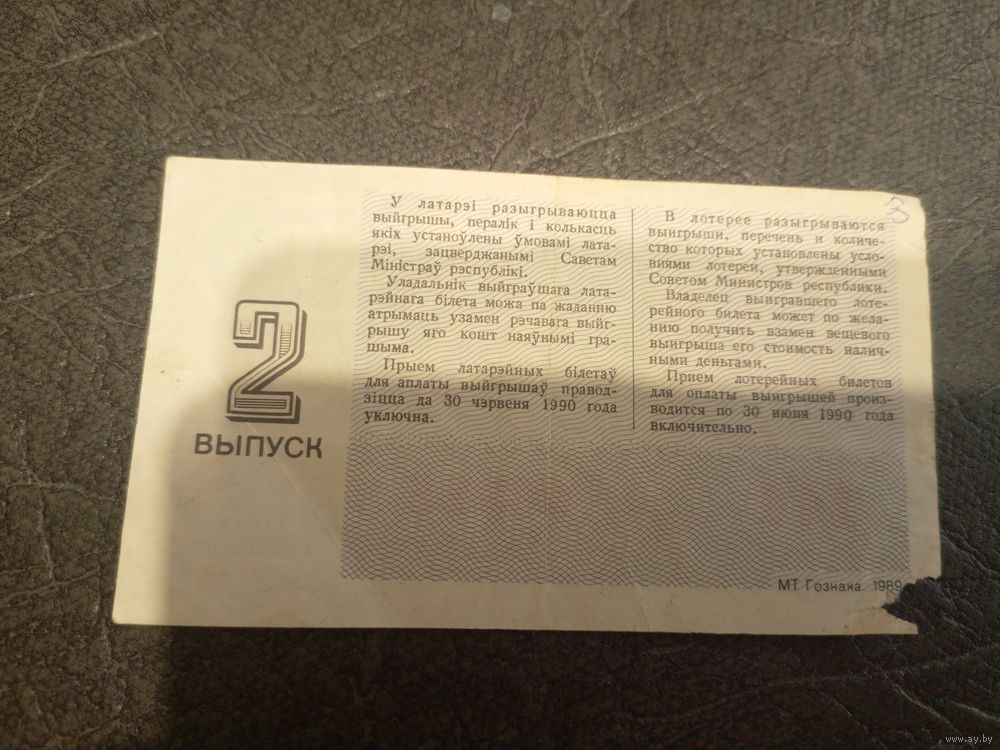 2
ВЫПУСК
У латарэі разыгрываюцца
выйгрышы, пералік і колькасць
якіх устаноўлены ўмовамі лата-
рэі, зацверджанымі Саветам
Міністраў рэспублікі.
Уладальнік выйграўшага лата-
рэйнага білета можа па жаданню
атрымаць узамен рэчавага выйг-
рышу яго кошт наяўнымі гра-
шыма.
Прыем латарэйных білетаў
для аплаты выйгрышаў правод-
зіцца да 30 чэрвеня 1990 года
уключна.
В лотерее разыгрываются
выигрыши, перечень и количе-
ство которых установлены усло-
виями лотереи, утвержденными
Советом Министров республики.
Владелец выигравшего лоте-
рейного билета может по жела-
нию получить взамен вещевого
выигрыша его стоимость налич-
ными деньгами.
Прием лотерейных билетов
для оплаты выигрышей произ-
водится по 30 июня 1990 года
включительно.
МТ Гознака. 1989
www.ay.by